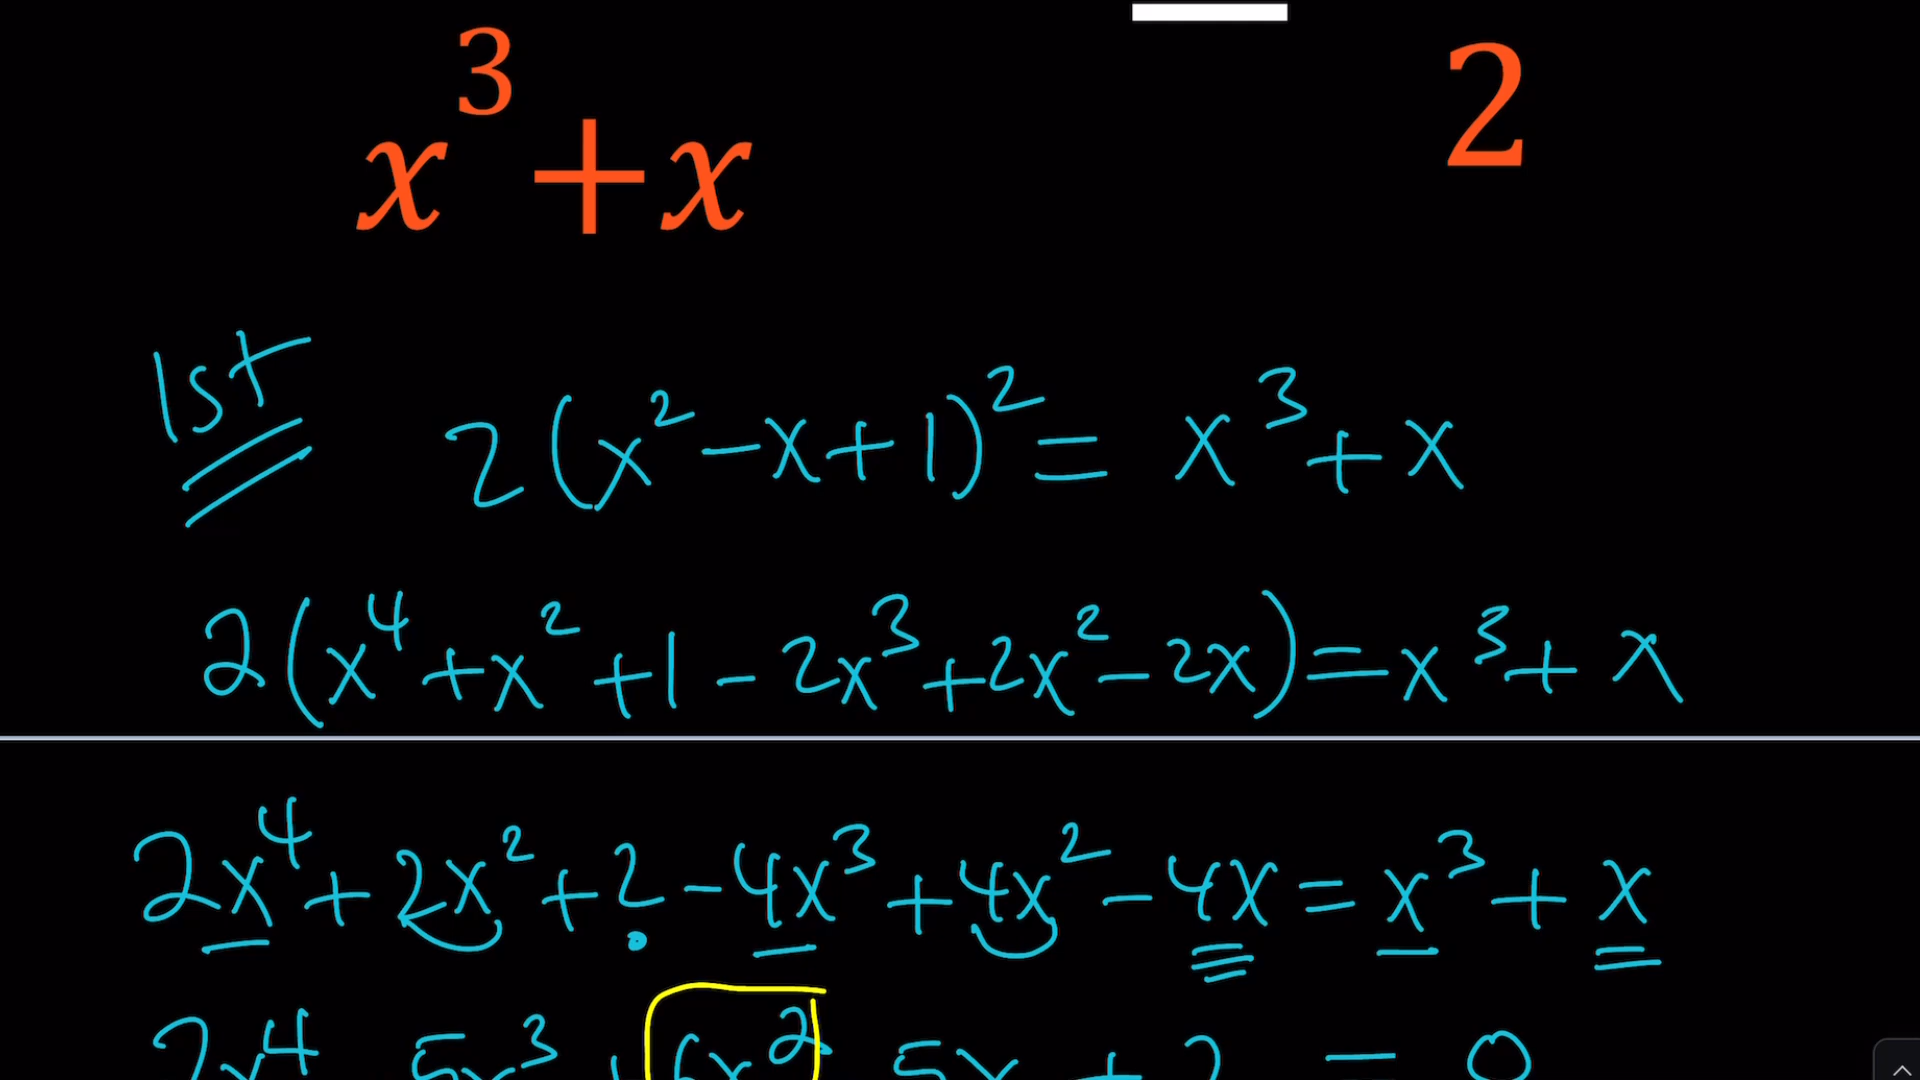 x³+x 2
1st 2(x²-x+1)² = x³+x
2(x⁴+x²+1-2x³+2x²-2x)=x³+x
2x⁴+2x²+2-4x³+4x²-4x=x³+x
2x⁴ 5x³ 6x² 5x + 2 = 0